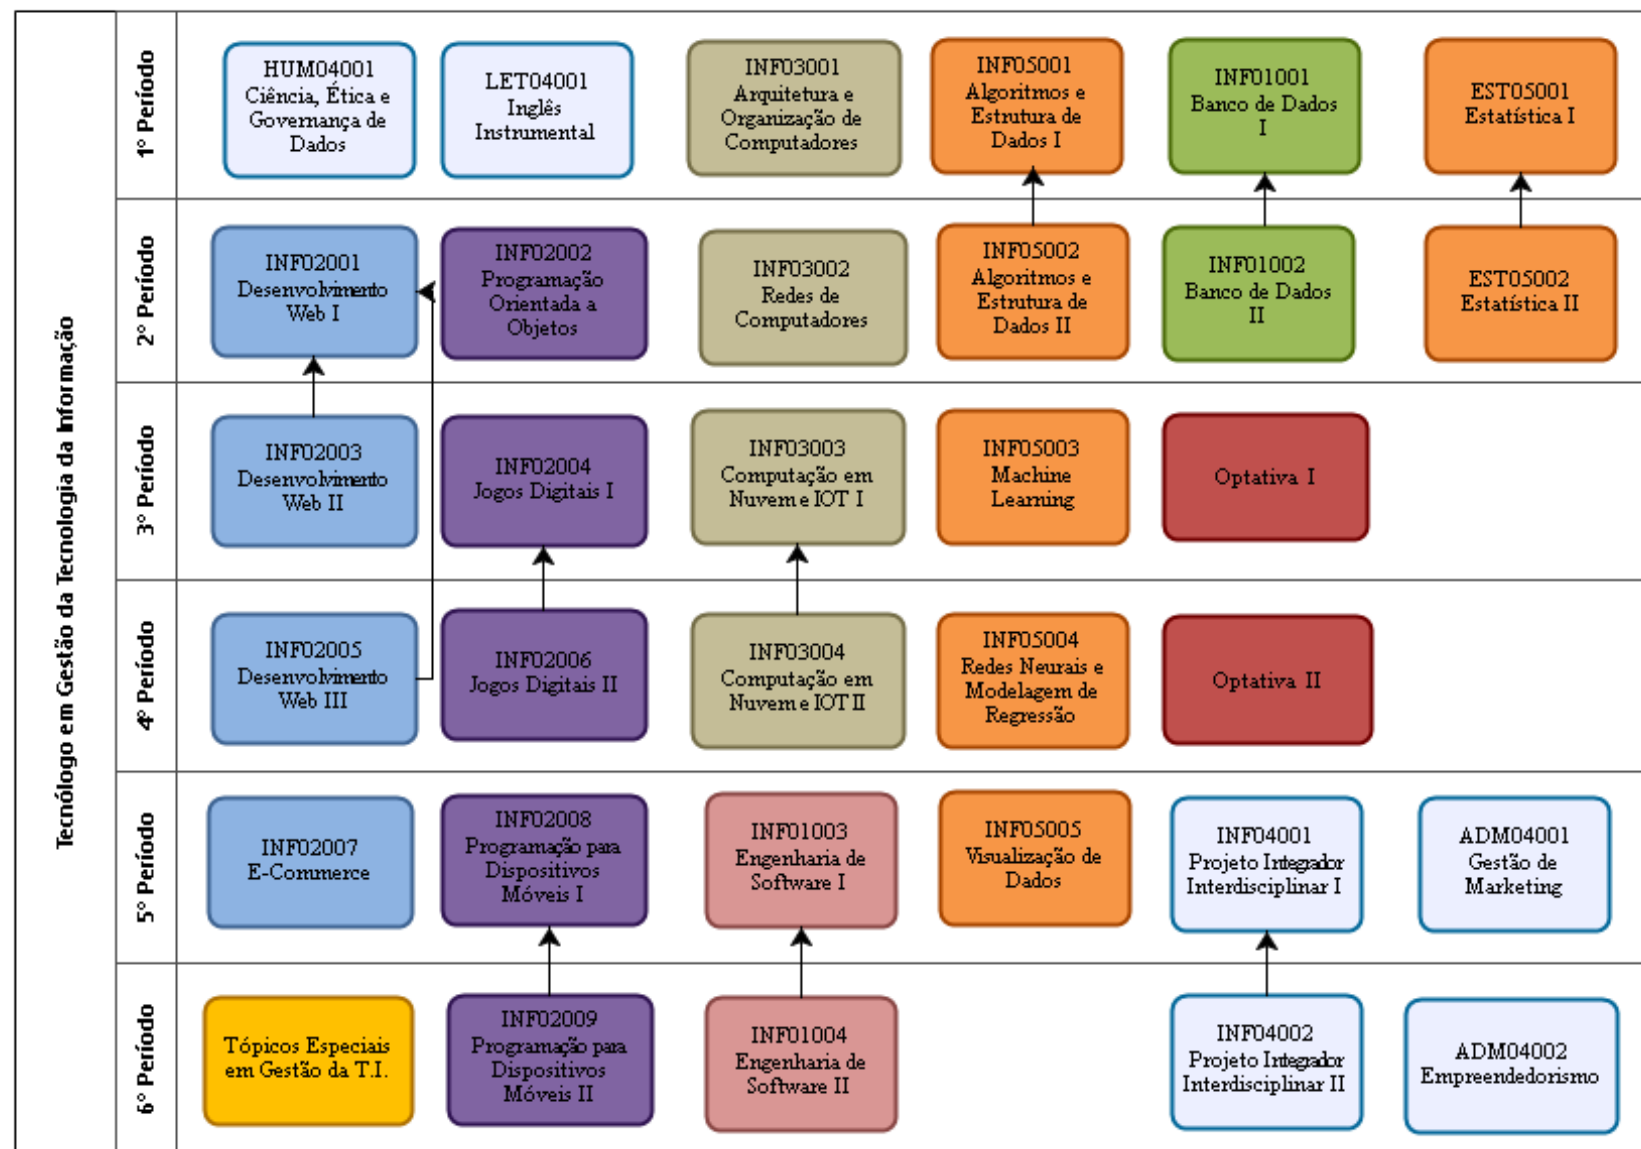 Tecnólogo em Gestão da Tecnologia da Informação
1º Período
HUM04001
Ciência, Ética e
Governança de
Dados
LET04001
Inglês
Instrumental
INF03001
Arquitetura e
Organização de
Computadores
INF05001
Algoritmos e
Estrutura de
Dados I
INF01001
Banco de Dados
I
EST05001
Estatística I
2º Período
INF02001
Desenvolvimento
Web I
INF02002
Programação
Orientada a
Objetos
INF03002
Redes de
Computadores
INF05002
Algoritmos e
Estrutura de
Dados II
INF01002
Banco de Dados
II
EST05002
Estatística II
3º Período
INF02003
Desenvolvimento
Web II
INF02004
Jogos Digitais I
INF03003
Computação em
Nuvem e IOT I
INF05003
Machine
Learning
Optativa I
4º Período
INF02005
Desenvolvimento
Web III
INF02006
Jogos Digitais II
INF03004
Computação em
Nuvem e IOT II
INF05004
Redes Neurais e
Modelagem de
Regressão
Optativa II
5º Período
INF02007
E-Commerce
INF02008
Programação para
Dispositivos
Móveis I
INF01003
Engenharia de
Software I
INF05005
Visualização de
Dados
INF04001
Projeto Integrador
Interdisciplinar I
ADM04001
Gestão de
Marketing
6º Período
Tópicos Especiais
em Gestão da T.I.
INF02009
Programação para
Dispositivos
Móveis II
INF01004
Engenharia de
Software II
INF04002
Projeto Integrador
Interdisciplinar II
ADM04002
Empreendedorismo